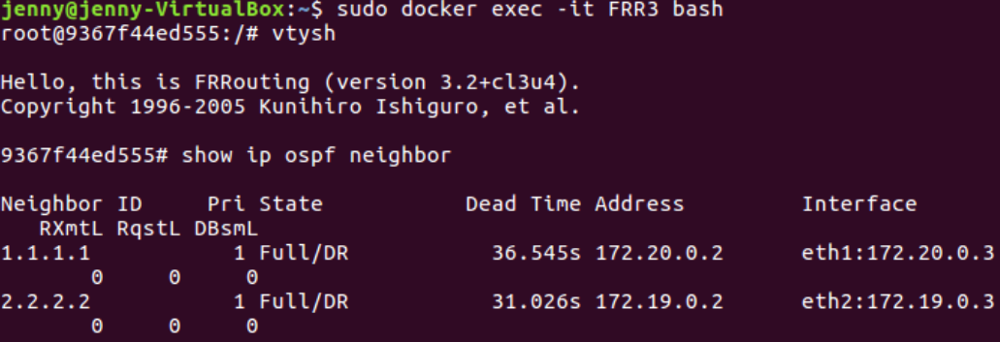 jenny@jenny-VirtualBox:~$ sudo docker exec -it FRR3 bash
root@9367f44ed555:/# vtysh
Hello, this is FRRouting (version 3.2+cl3u4).
Copyright 1996-2005 Kunihiro Ishiguro, et al.
9367f44ed555# show ip ospf neighbor
Neighbor ID     Pri State           Dead Time Address         Interface
   RXmtL RqstL DBsmL
1.1.1.1           1 Full/DR           36.545s 172.20.0.2      eth1:172.20.0.3
       0     0     0
2.2.2.2           1 Full/DR           31.026s 172.19.0.2      eth2:172.19.0.3
       0     0     0